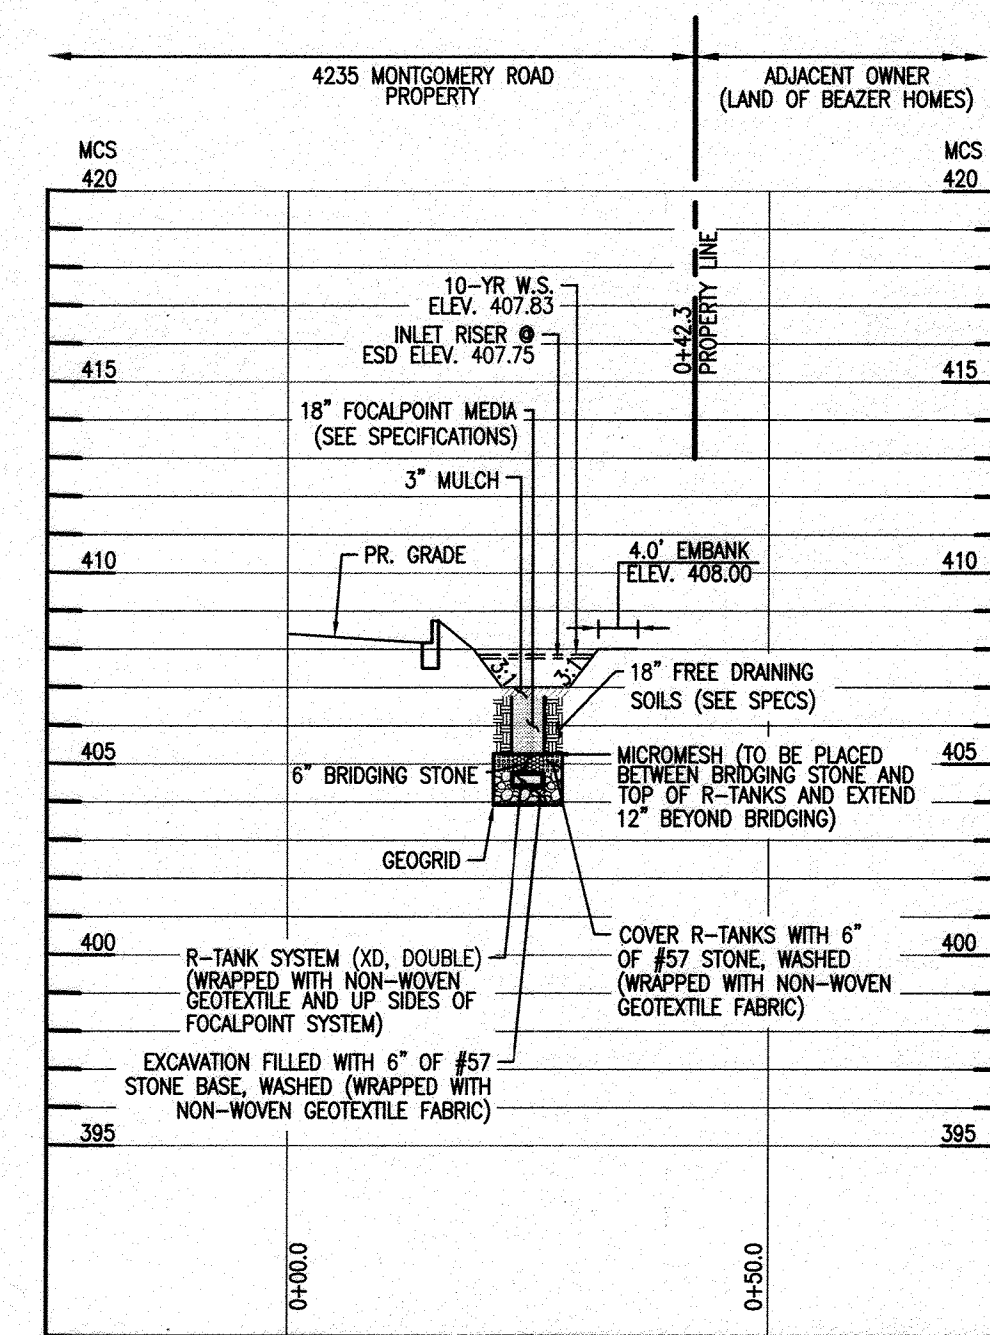 4235 MONTGOMERY ROAD
PROPERTY
ADJACENT OWNER
(LAND OF BEAZER HOMES)
MCS
420
MCS
420
10-YR W.S.
ELEV. 407.83
INLET RISER @
ESD ELEV. 407.75
0+42.3
PROPERTY LINE
415
415
18" FOCALPOINT MEDIA
(SEE SPECIFICATIONS)
3" MULCH
PR. GRADE
410
4.0' EMBANK
ELEV. 408.00
410
3:1
3:1
18" FREE DRAINING
SOILS (SEE SPECS)
405
405
6" BRIDGING STONE
MICROMESH (TO BE PLACED
BETWEEN BRIDGING STONE AND
TOP OF R-TANKS AND EXTEND
12" BEYOND BRIDGING)
GEOGRID
400
400
R-TANK SYSTEM (XD, DOUBLE)
(WRAPPED WITH NON-WOVEN
GEOTEXTILE AND UP SIDES OF
FOCALPOINT SYSTEM)
COVER R-TANKS WITH 6"
OF #57 STONE, WASHED
(WRAPPED WITH NON-WOVEN
GEOTEXTILE FABRIC)
EXCAVATION FILLED WITH 6" OF #57
STONE BASE, WASHED (WRAPPED WITH
NON-WOVEN GEOTEXTILE FABRIC)
395
395
0+00.0
0+50.0